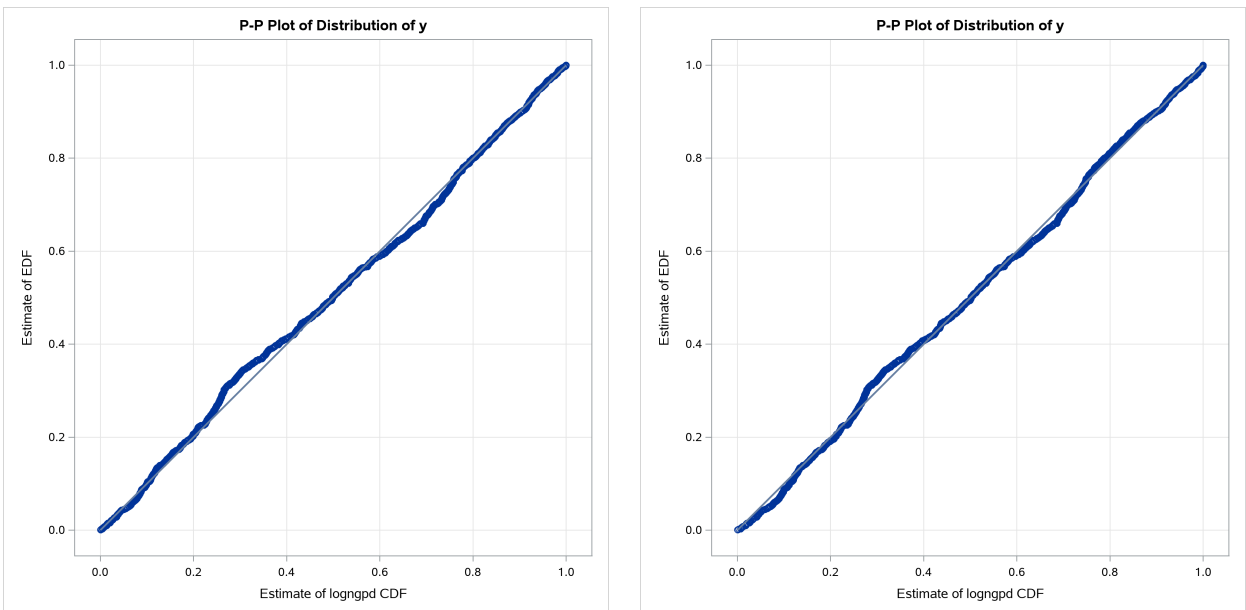 P-P Plot of Distribution of y
1.0
0.8
0.6
0.4
0.2
0.0
Estimate of EDF
0.0 0.2 0.4 0.6 0.8 1.0
Estimate of logngpd CDF
P-P Plot of Distribution of y
1.0
0.8
0.6
0.4
0.2
0.0
Estimate of EDF
0.0 0.2 0.4 0.6 0.8 1.0
Estimate of logngpd CDF